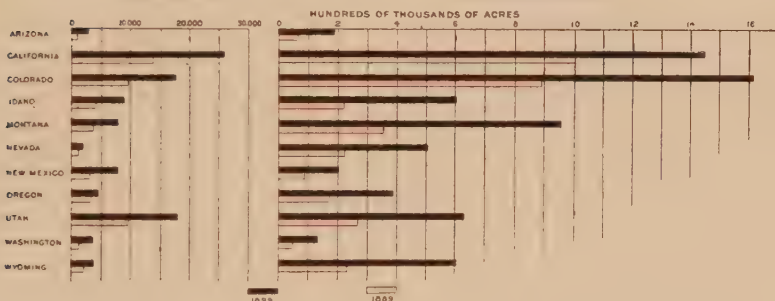 HUNDREDS OF THOUSANDS OF ACRES
0 10 000 20.000 30.000 0 2 4 6 8 10 12 14 16
ARIZONA
CALIFORNIA
COLORADO
IDAHO
MONTANA
NEVADA
NEW MEXICO
OREGON
UTAH
WASHINGTON
WYOMING
1899 1889